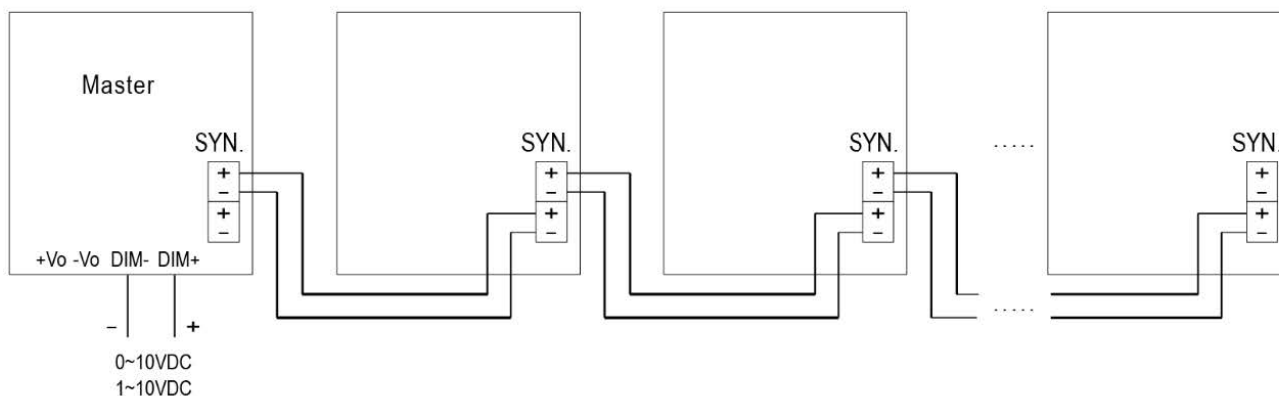 Master
SYN. SYN. SYN. ..... SYN.
+ + + +
– – – –
+ + + +
– – – –
+Vo -Vo DIM- DIM+
– + .....
0~10VDC
1~10VDC